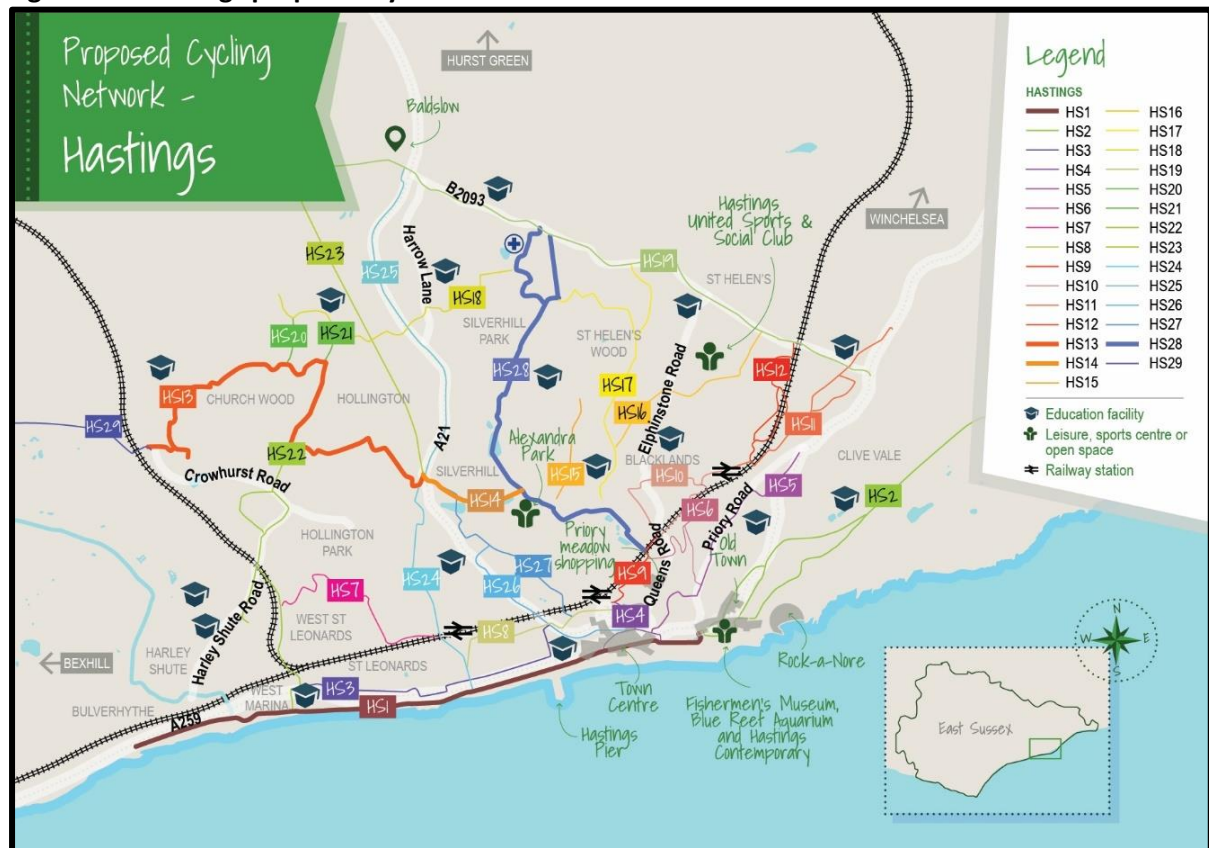 Proposed Cycling
Network -
Hastings
HURST GREEN
Baldslow
B2093
Hastings
United Sports &
Social Club
WINCHELSEA
HS23
HS25
Harrow Lane
HS19
ST HELEN'S
HS18
HS20
HS21
SILVERHILL
PARK
ST HELEN'S
WOOD
Elphinstone Road
HS28
HS12
HS13
CHURCH WOOD
HOLLINGTON
HS17
HS16
HS11
HS29
A21
Alexandra
Park
HS22
SILVERHILL
BLACKLANDS
CLIVE VALE
Crowhurst Road
HS15
HS10
HS5
HS14
HS2
HS6
Priory Road
HOLLINGTON
PARK
Priory
meadow
shopping
Queens Road
Old
Town
HS27
HS24
HS26
HS9
HS7
HS4
WEST ST
LEONARDS
HS8
Harley Shute Road
HARLEY
SHUTE
BEXHILL
ST LEONARDS
Rock-a-Nore
HS3
WEST
MARINA
HS1
BULVERHYTHE
A259
Town
Centre
Hastings
Pier
Fishermen's Museum,
Blue Reef Aquarium
and Hastings
Contemporary
Legend
HASTINGS
HS1
HS2
HS3
HS4
HS5
HS6
HS7
HS8
HS9
HS10
HS11
HS12
HS13
HS14
HS15
HS16
HS17
HS18
HS19
HS20
HS21
HS22
HS23
HS24
HS25
HS26
HS27
HS28
HS29
Education facility
Leisure, sports centre or
open space
Railway station
N
W
E
S
East Sussex